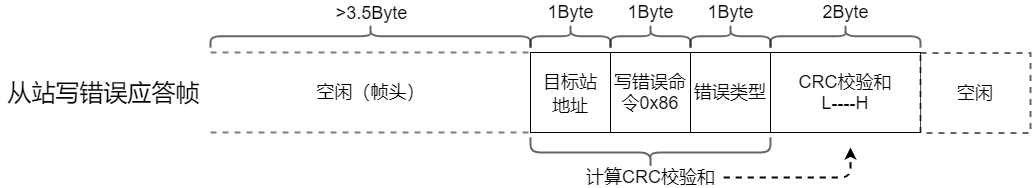 >3.5Byte
1Byte
1Byte
1Byte
2Byte
从站写错误应答帧
空闲（帧头）
目标站
地址
写错误命
令0x86
错误类型
CRC校验和
L----H
空闲
计算CRC校验和